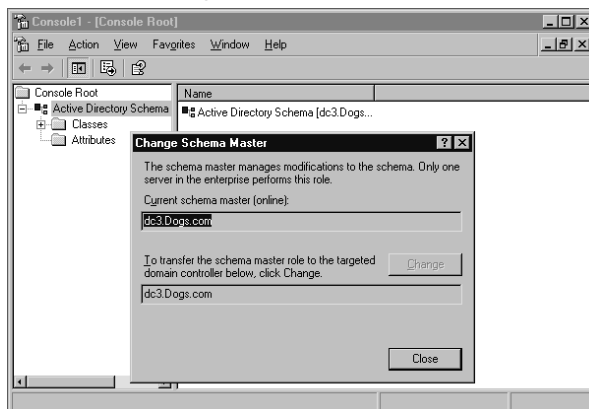 Console1 - [Console Root]
File Action View Favorites Window Help
Console Root
Active Directory Schema
Classes
Attributes
Name
Active Directory Schema [dc3.Dogs...
Change Schema Master
The schema master manages modifications to the schema. Only one
server in the enterprise performs this role.
Current schema master (online):
dc3.Dogs.com
To transfer the schema master role to the targeted
domain controller below, click Change.
Change
dc3.Dogs.com
Close